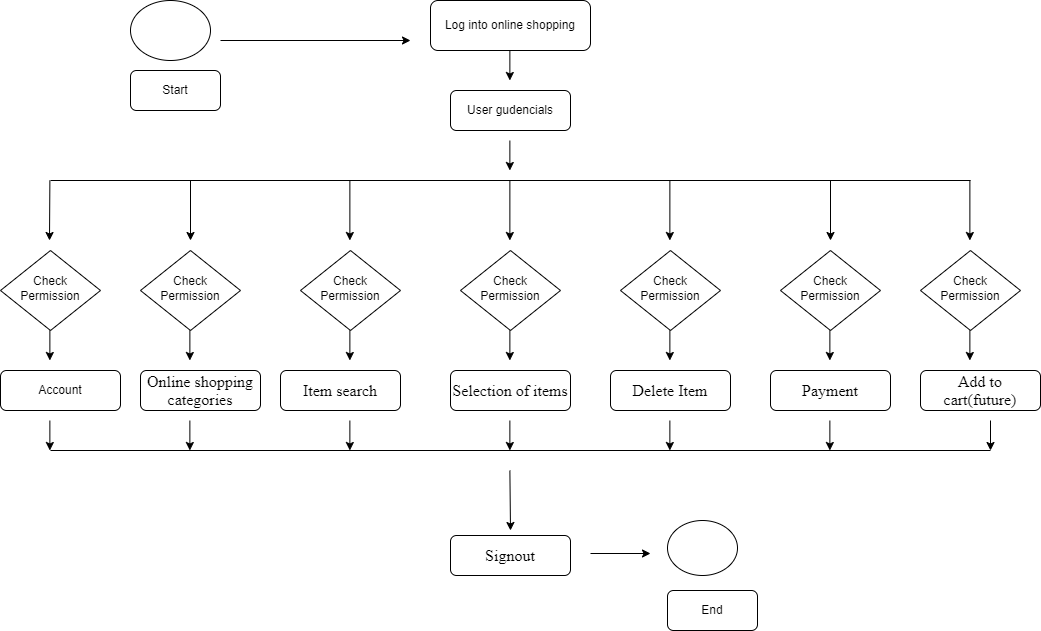 Log into online shopping
Start
User gudencials
Check
Permission
Check
Permission
Check
Permission
Check
Permission
Check
Permission
Check
Permission
Check
Permission
Account
Online shopping
categories
Item search
Selection of items
Delete Item
Payment
Add to
cart(future)
Signout
End